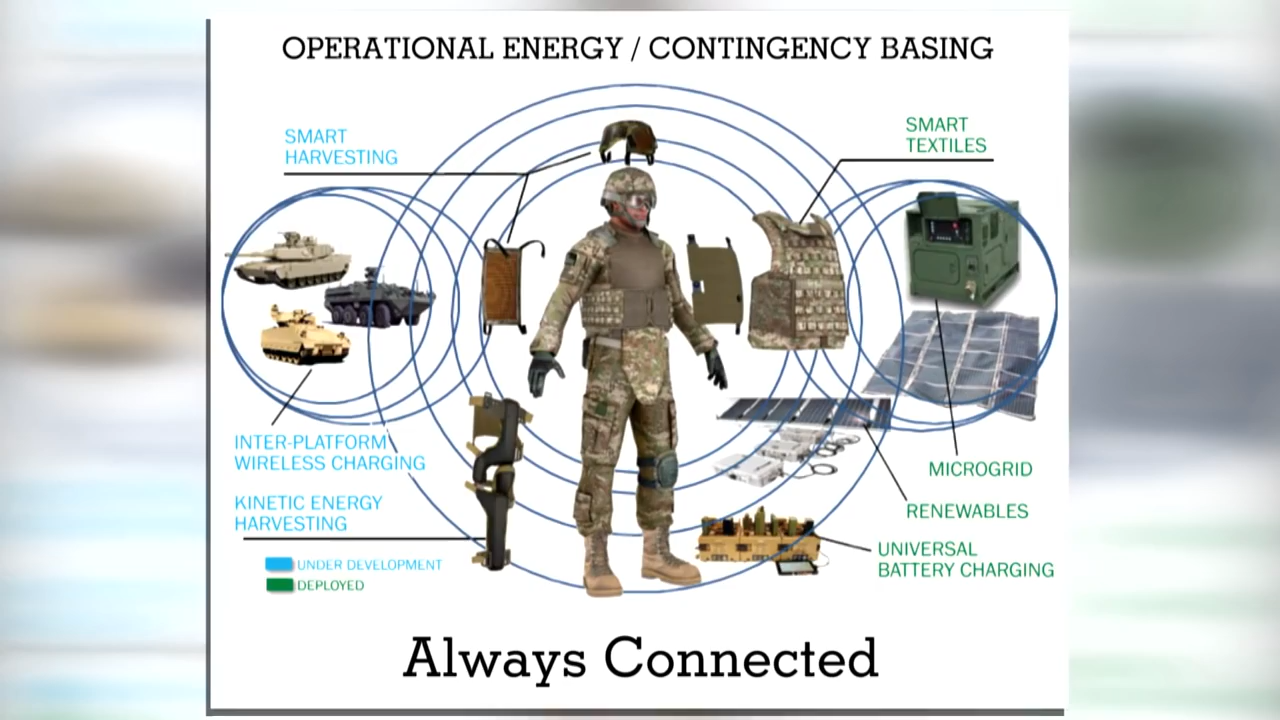 OPERATIONAL ENERGY / CONTINGENCY BASING
SMART
HARVESTING
SMART
TEXTILES
INTER-PLATFORM
WIRELESS CHARGING
KINETIC ENERGY
HARVESTING
UNDER DEVELOPMENT
DEPLOYED
MICROGRID
RENEWABLES
UNIVERSAL
BATTERY CHARGING
Always Connected